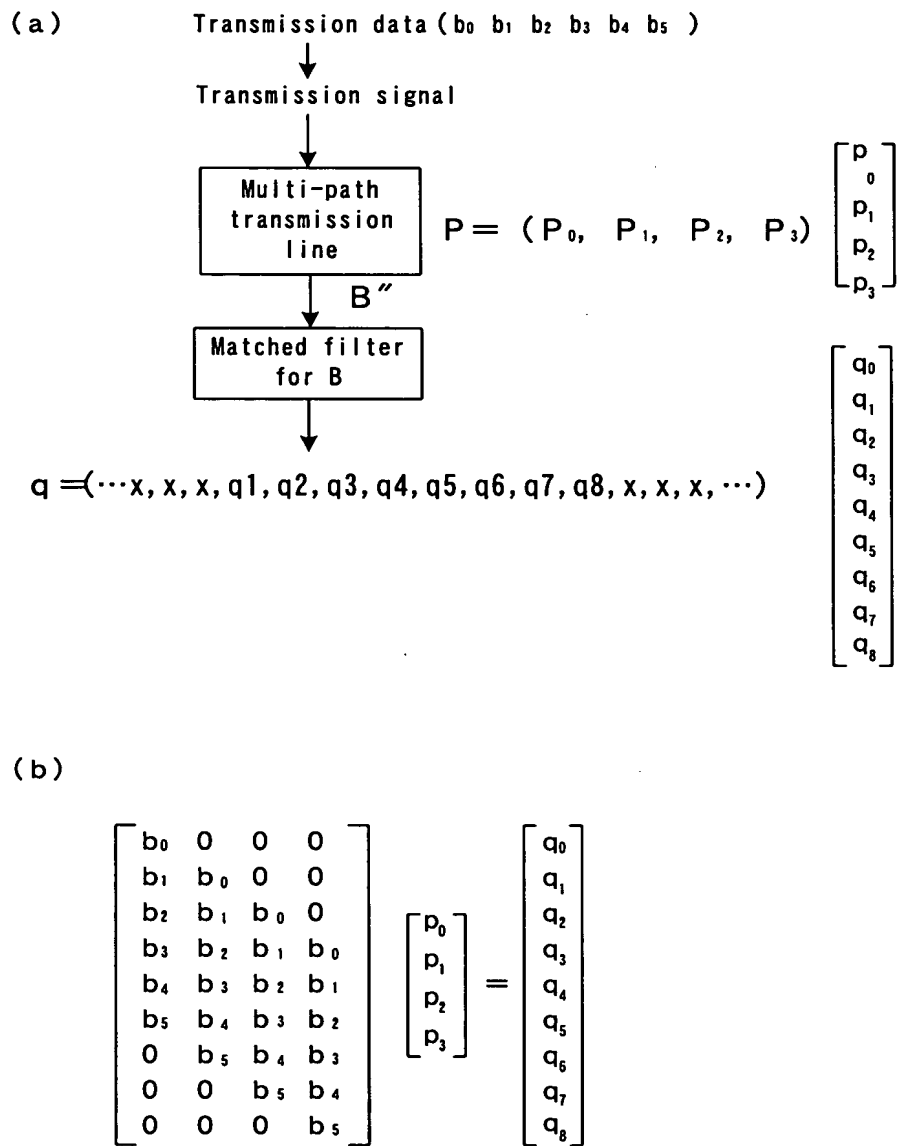 (a)
Transmission data (b₀ b₁ b₂ b₃ b₄ b₅ )
Transmission signal
Multi-path
transmission
line
P = (P₀, P₁, P₂, P₃)
p
₀
p₁
p₂
p₃
B″
Matched filter
for B
q₀
q₁
q₂
q₃
q₄
q₅
q₆
q₇
q₈
q =(⋯x, x, x, q1, q2, q3, q4, q5, q6, q7, q8, x, x, x, ⋯)
(b)
b₀ 0 0 0
b₁ b₀ 0 0
b₂ b₁ b₀ 0
b₃ b₂ b₁ b₀
b₄ b₃ b₂ b₁
b₅ b₄ b₃ b₂
0 b₅ b₄ b₃
0 0 b₅ b₄
0 0 0 b₅
p₀
p₁
p₂
p₃
=
q₀
q₁
q₂
q₃
q₄
q₅
q₆
q₇
q₈